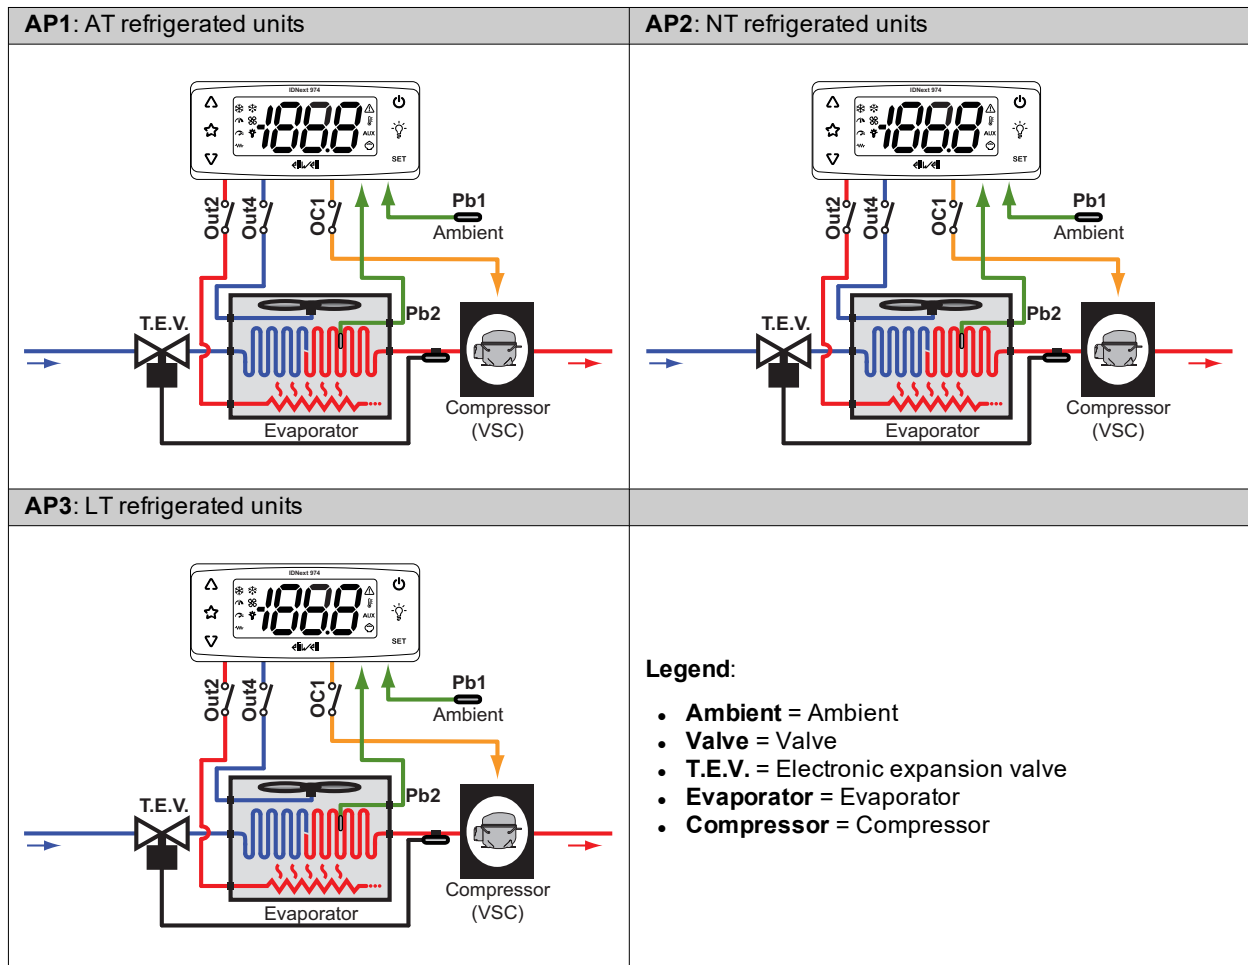 AP1: AT refrigerated units
AP2: NT refrigerated units
IDNext 974
-188.8
AUX
SET
eliwell
Out2
Out4
OC1
Pb1
Ambient
Pb2
T.E.V.
Evaporator
Compressor
(VSC)
IDNext 974
-188.8
AUX
SET
eliwell
Out2
Out4
OC1
Pb1
Ambient
Pb2
T.E.V.
Evaporator
Compressor
(VSC)
AP3: LT refrigerated units
IDNext 974
-188.8
AUX
SET
eliwell
Out2
Out4
OC1
Pb1
Ambient
Pb2
T.E.V.
Evaporator
Compressor
(VSC)
Legend:
• Ambient = Ambient
• Valve = Valve
• T.E.V. = Electronic expansion valve
• Evaporator = Evaporator
• Compressor = Compressor